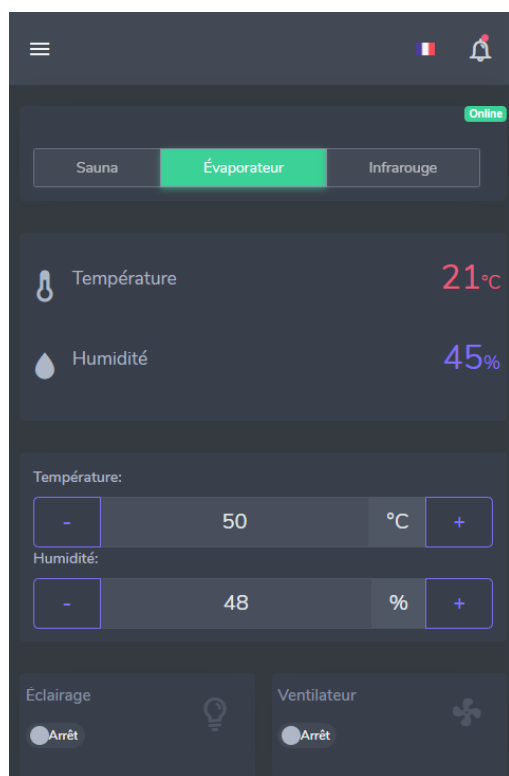 Online
Sauna Évaporateur Infrarouge
Température 21°C
Humidité 45%
Température:
- 50 °C +
Humidité:
- 48 % +
Éclairage Ventilateur
Arrêt Arrêt